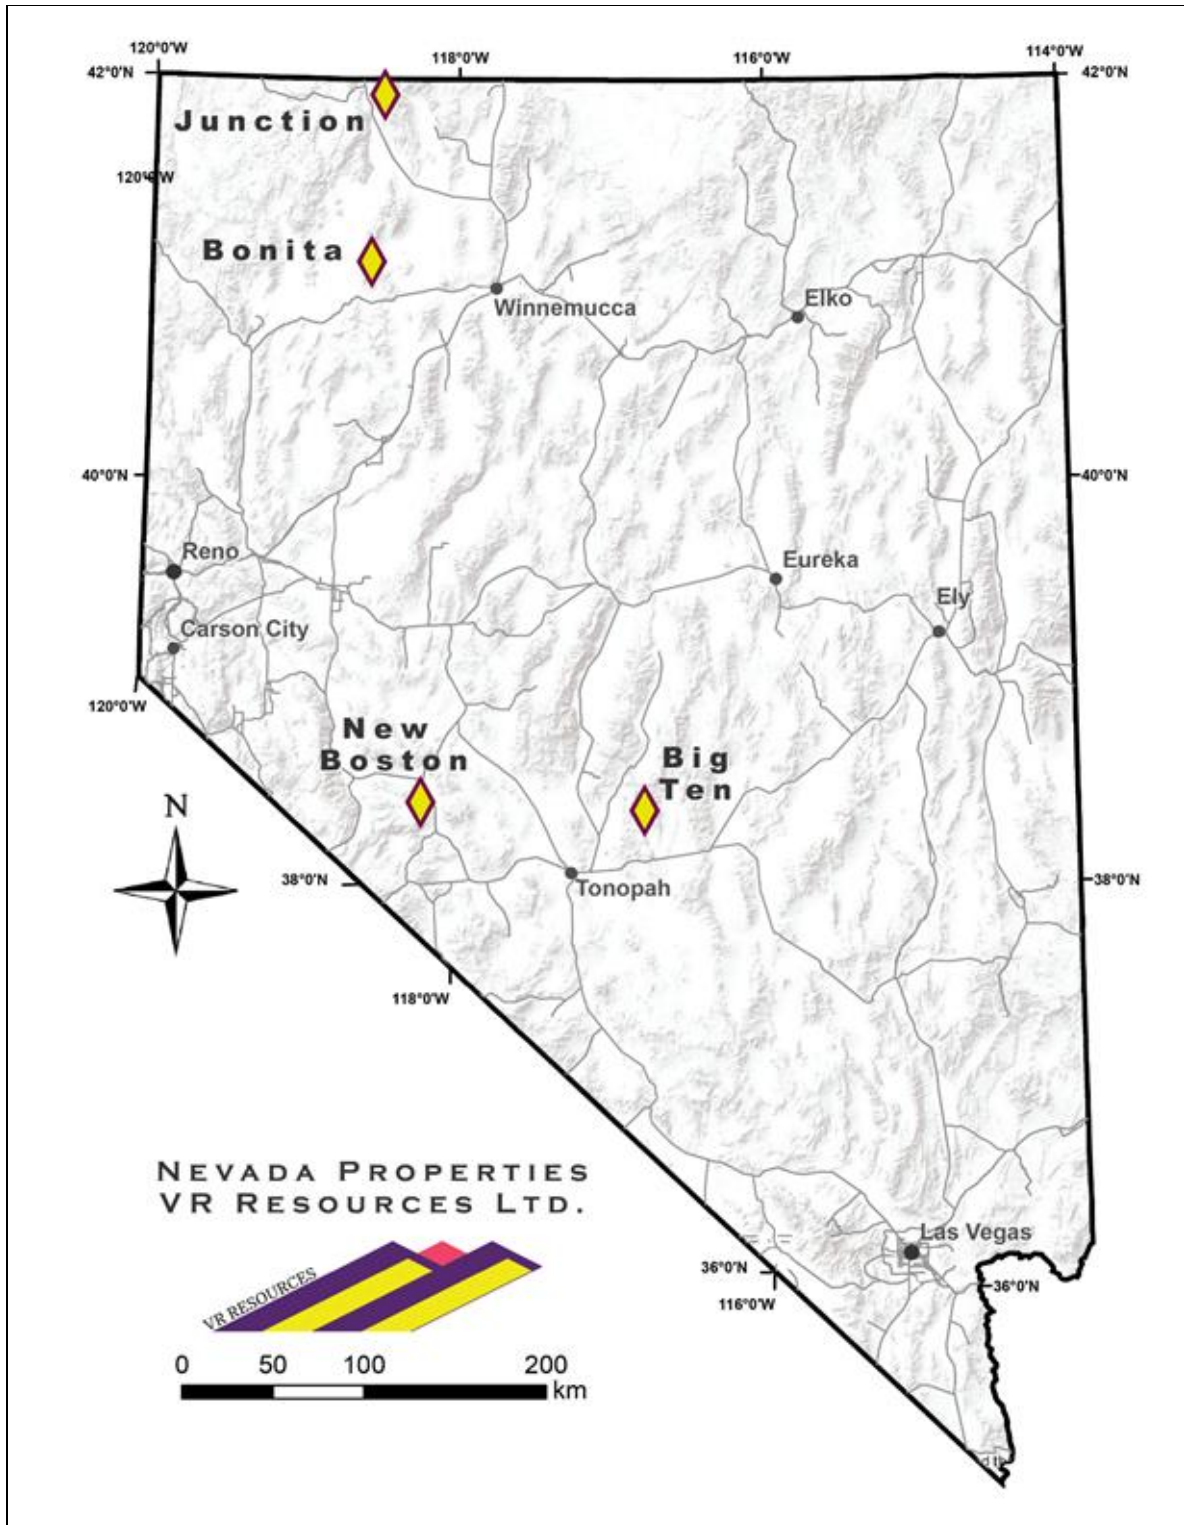 120°0'W
118°0'W
116°0'W
114°0'W
42°0'N
42°0'N
Junction
120°0'W
Bonita
Winnemucca
Elko
40°0'N
40°0'N
Reno
Eureka
Ely
Carson City
120°0'W
New
Boston
Big
Ten
N
38°0'N
Tonopah
38°0'N
118°0'W
NEVADA PROPERTIES
VR RESOURCES LTD.
Las Vegas
36°0'N
36°0'N
116°0'W
VR RESOURCES
0 50 100 200
km